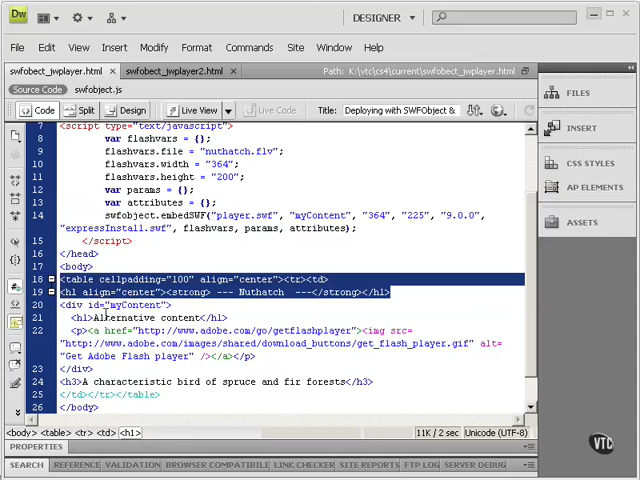 Dw
DESIGNER
File Edit View Insert Modify Format Commands Site Window Help
swfobect_jwplayer.html × swfobect_jwplayer2.html × Path: K:\vtc\cs4\current\swfobect_jwplayer.html
Source Code swfobject.js
Code Split Design Live View Live Code Title: Deploying with SWFObject &
7 <script type="text/javascript">
8 var flashvars = {};
9 flashvars.file = "nuthatch.flv";
10 flashvars.width = "364"
11 flashvars.height = "200"
12 var params = {};
13 var attributes = {};
14 swfobject.embedSWF("player.swf", "myContent", "364", "225", "9.0.0",
"expressInstall.swf", flashvars, params, attributes);
15 </script>
16 </head>
17 <body>
18 <table cellpadding="100" align="center"><tr><td>
19 <h1 align="center"><strong> --- Nuthatch ---</strong></h1>
20 <div id="myContent">
21 <h1>Alternative content</h1>
22 <p><a href="http://www.adobe.com/go/getflashplayer"><img src=
"http://www.adobe.com/images/shared/download_buttons/get_flash_player.gif" alt=
"Get Adobe Flash player" /></a></p>
23 </div>
24 <h3>A characteristic bird of spruce and fir forests</h3>
25 </td></tr></table>
26 </body>
<body> <table> <tr> <td> <h1> 11K / 2 sec Unicode (UTF-8)
PROPERTIES
SEARCH REFERENCE VALIDATION BROWSER COMPATIBILI LINK CHECKER SITE REPORTS FTP LOG SERVER DEBUG
FILES
INSERT
CSS STYLES
AP ELEMENTS
ASSETS
VTC